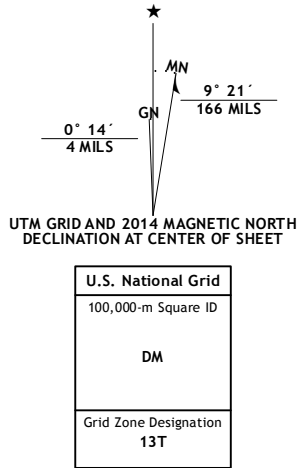 ★
MN
9° 21´
166 MILS
GN
0° 14´
4 MILS
UTM GRID AND 2014 MAGNETIC NORTH
DECLINATION AT CENTER OF SHEET
U.S. National Grid
100,000-m Square ID
DM
Grid Zone Designation
13T